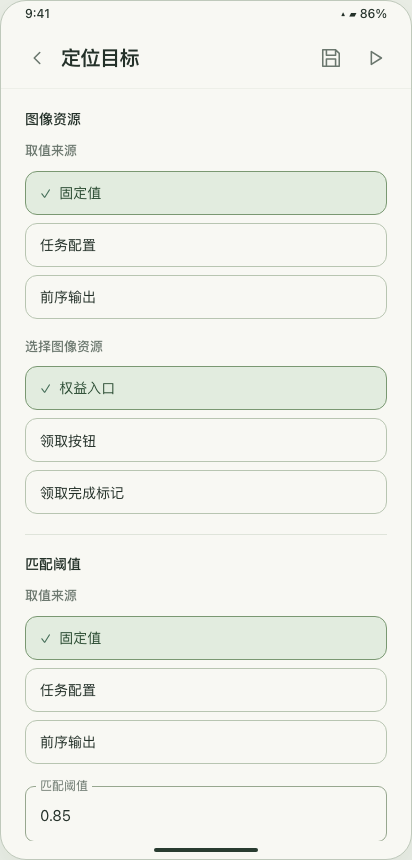 9:41
86%
定位目标
图像资源
取值来源
固定值
任务配置
前序输出
选择图像资源
权益入口
领取按钮
领取完成标记
匹配阈值
取值来源
固定值
任务配置
前序输出
匹配阈值
0.85